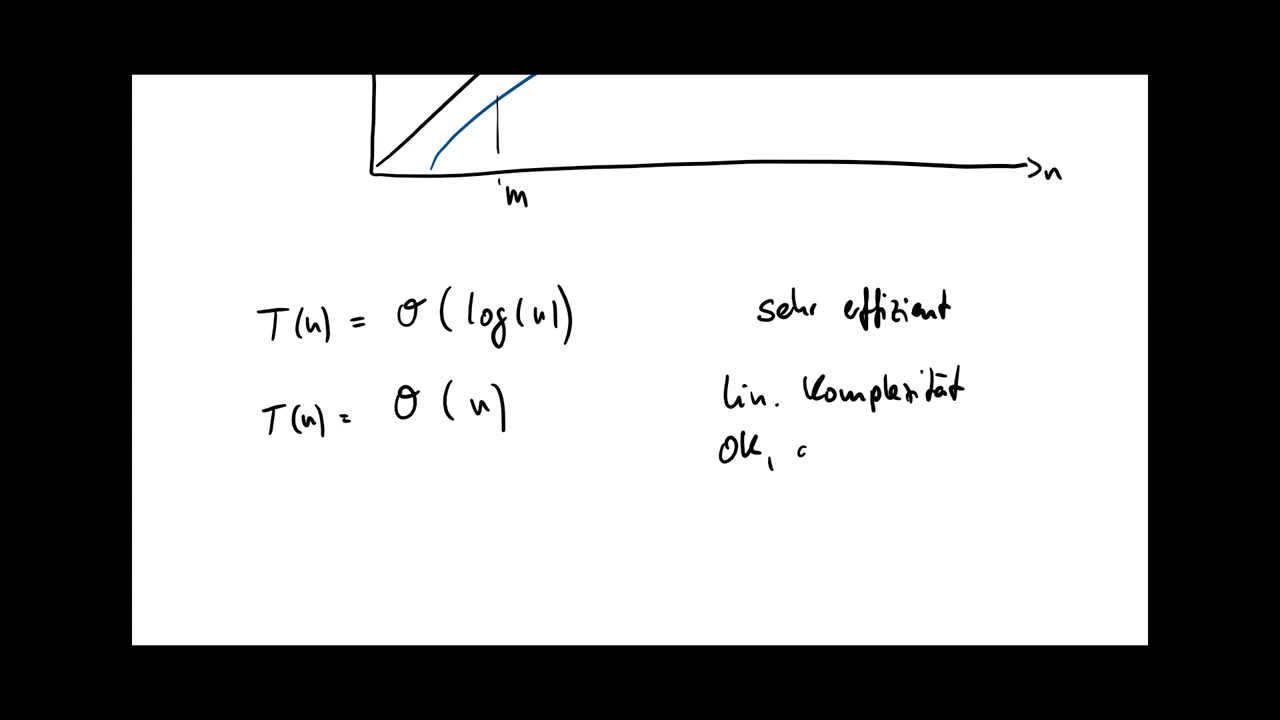 n
m
T(n) = O(log(n)) sehr effizient
T(n) = O(n) lin. Komplexität
OK,